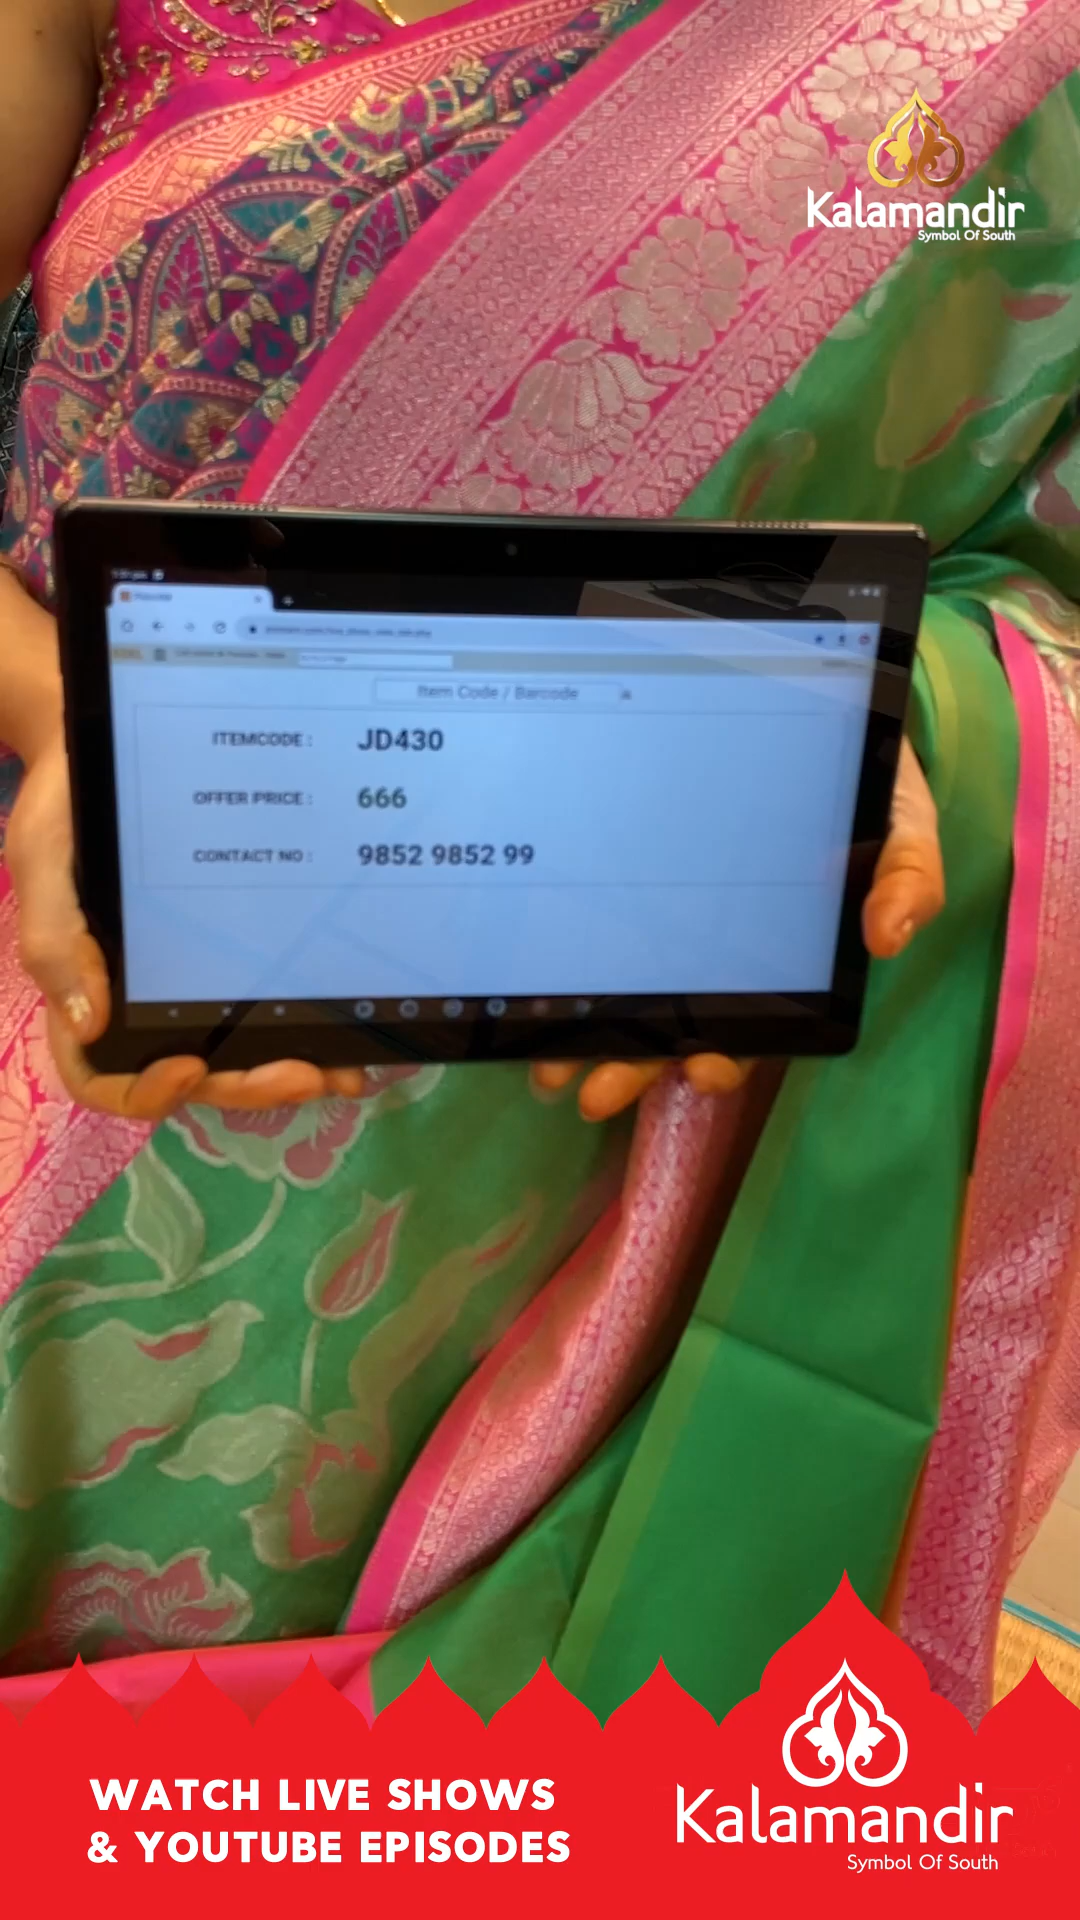 Kalamandir
Symbol Of South
Item Code / Barcode
ITEMCODE : JD430
OFFER PRICE : 666
CONTACT NO : 9852 9852 99
WATCH LIVE SHOWS
& YOUTUBE EPISODES
Kalamandir
Symbol Of South